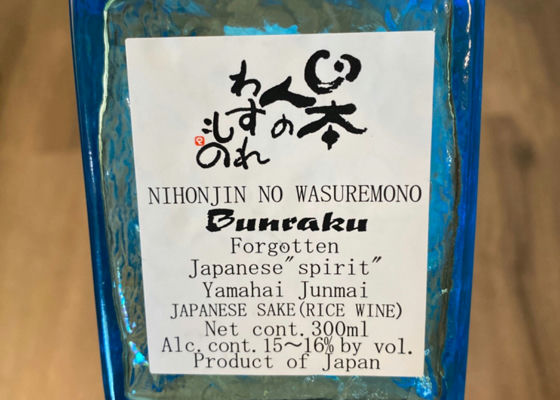 日本
人の
わすれ
もの
NIHONJIN NO WASUREMONO
Bunraku
Forgotten
Japanese"spirit"
Yamahai Junmai
JAPANESE SAKE(RICE WINE)
Net cont.300ml
Alc.cont.15～16%by vol.
Product of Japan